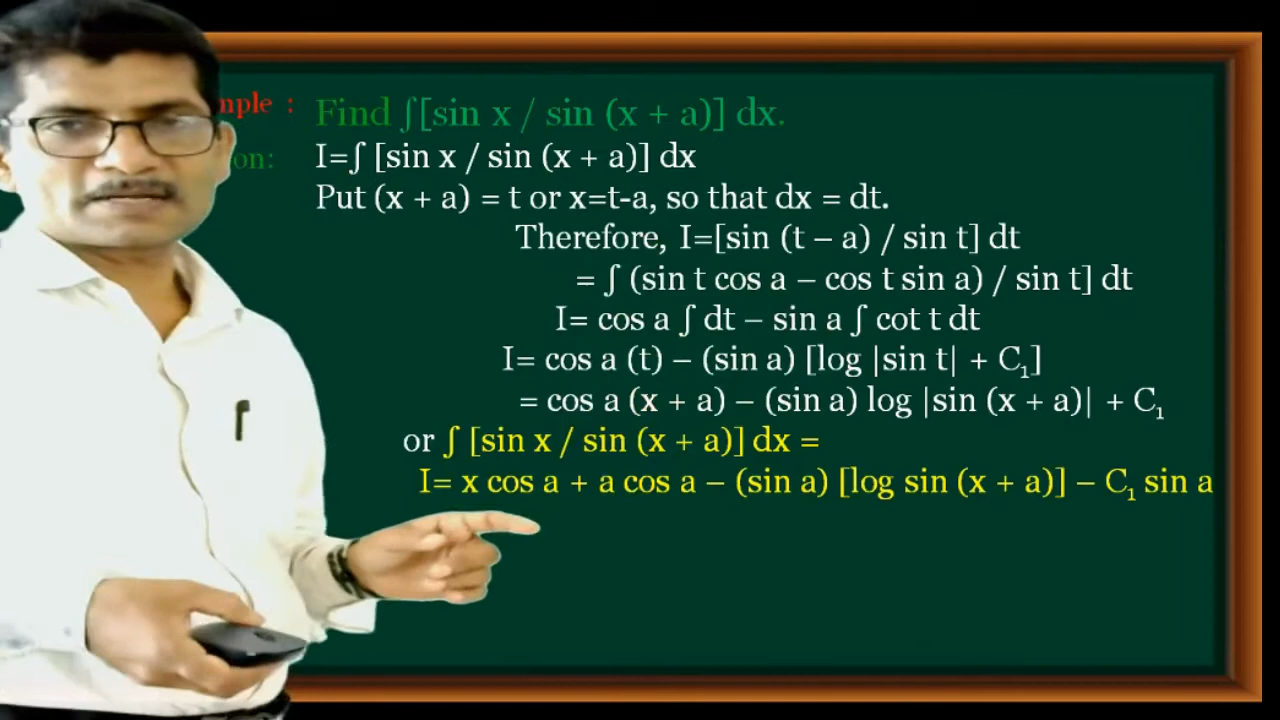 mple : Find ∫[sin x / sin (x + a)] dx.
on: I=∫ [sin x / sin (x + a)] dx
Put (x + a) = t or x=t-a, so that dx = dt.
Therefore, I=[sin (t – a) / sin t] dt
= ∫ (sin t cos a – cos t sin a) / sin t] dt
I= cos a ∫ dt – sin a ∫ cot t dt
I= cos a (t) – (sin a) [log |sin t| + C₁]
= cos a (x + a) – (sin a) log |sin (x + a)| + C₁
or ∫ [sin x / sin (x + a)] dx =
I= x cos a + a cos a – (sin a) [log sin (x + a)] – C₁ sin a